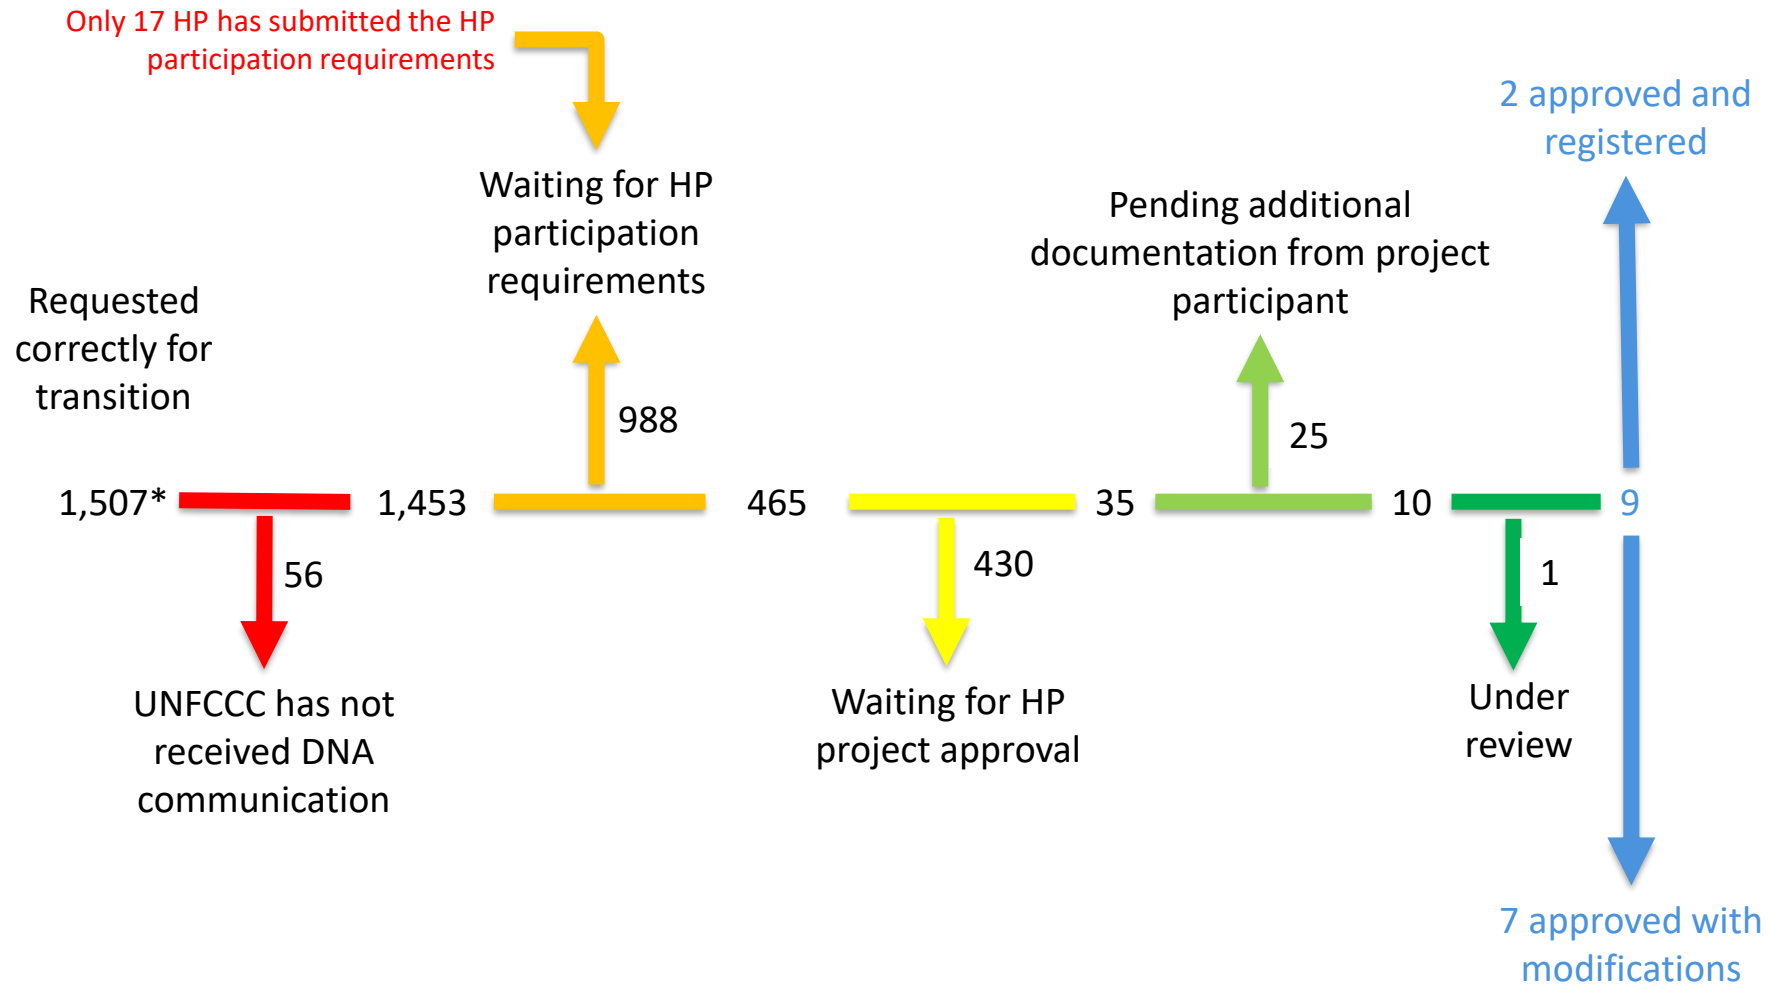 Only 17 HP has submitted the HP
participation requirements
2 approved and
registered
Waiting for HP
participation
requirements
Pending additional
documentation from project
participant
Requested
correctly for
transition
988
25
1,507*
1,453
465
35
10
9
56
430
1
UNFCCC has not
received DNA
communication
Waiting for HP
project approval
Under
review
7 approved with
modifications